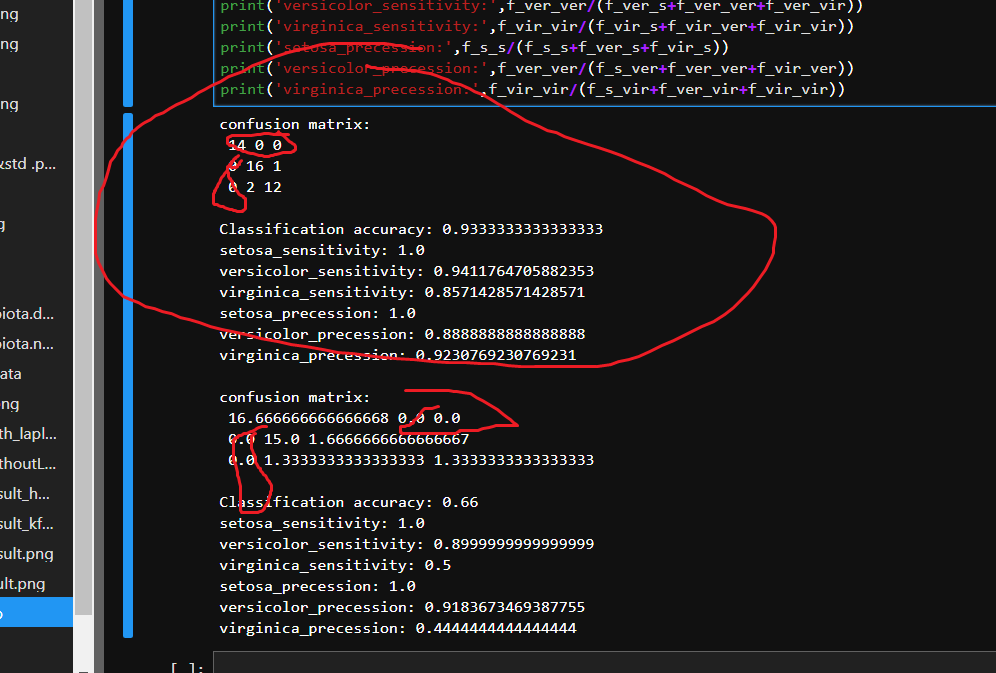 ng
ng
ng
&std .p...
g
biota.d...
biota.n...
ata
ng
th_lapl...
thoutL...
sult_h...
sult_kf...
sult.png
ult.png
print('versicolor_sensitivity:',f_ver_ver/(f_ver_s+f_ver_ver+f_ver_vir))
print('virginica_sensitivity:',f_vir_vir/(f_vir_s+f_vir_ver+f_vir_vir))
print('setosa_precession:',f_s_s/(f_s_s+f_ver_s+f_vir_s))
print('versicolor_precession:',f_ver_ver/(f_s_ver+f_ver_ver+f_vir_ver))
print('virginica_precession:',f_vir_vir/(f_s_vir+f_ver_vir+f_vir_vir))
confusion matrix:
14 0 0
0 16 1
0 2 12
Classification accuracy: 0.9333333333333333
setosa_sensitivity: 1.0
versicolor_sensitivity: 0.9411764705882353
virginica_sensitivity: 0.8571428571428571
setosa_precession: 1.0
versicolor_precession: 0.8888888888888888
virginica_precession: 0.9230769230769231
confusion matrix:
16.666666666666668 0.0 0.0
0.0 15.0 1.6666666666666667
0.0 1.3333333333333333 1.3333333333333333
Classification accuracy: 0.66
setosa_sensitivity: 1.0
versicolor_sensitivity: 0.8999999999999999
virginica_sensitivity: 0.5
setosa_precession: 1.0
versicolor_precession: 0.9183673469387755
virginica_precession: 0.4444444444444444
[ ]: